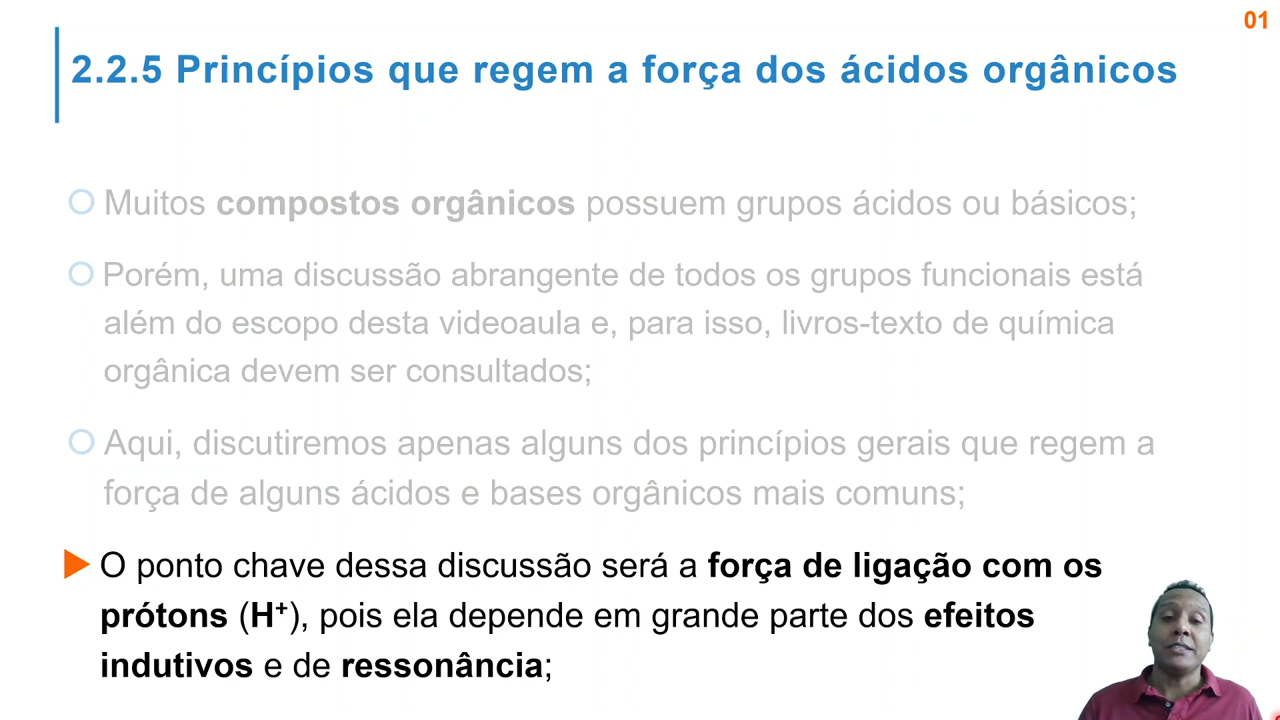 01
2.2.5 Princípios que regem a força dos ácidos orgânicos
Muitos compostos orgânicos possuem grupos ácidos ou básicos;
Porém, uma discussão abrangente de todos os grupos funcionais está
além do escopo desta videoaula e, para isso, livros-texto de química
orgânica devem ser consultados;
Aqui, discutiremos apenas alguns dos princípios gerais que regem a
força de alguns ácidos e bases orgânicos mais comuns;
O ponto chave dessa discussão será a força de ligação com os
prótons (H⁺), pois ela depende em grande parte dos efeitos
indutivos e de ressonância;